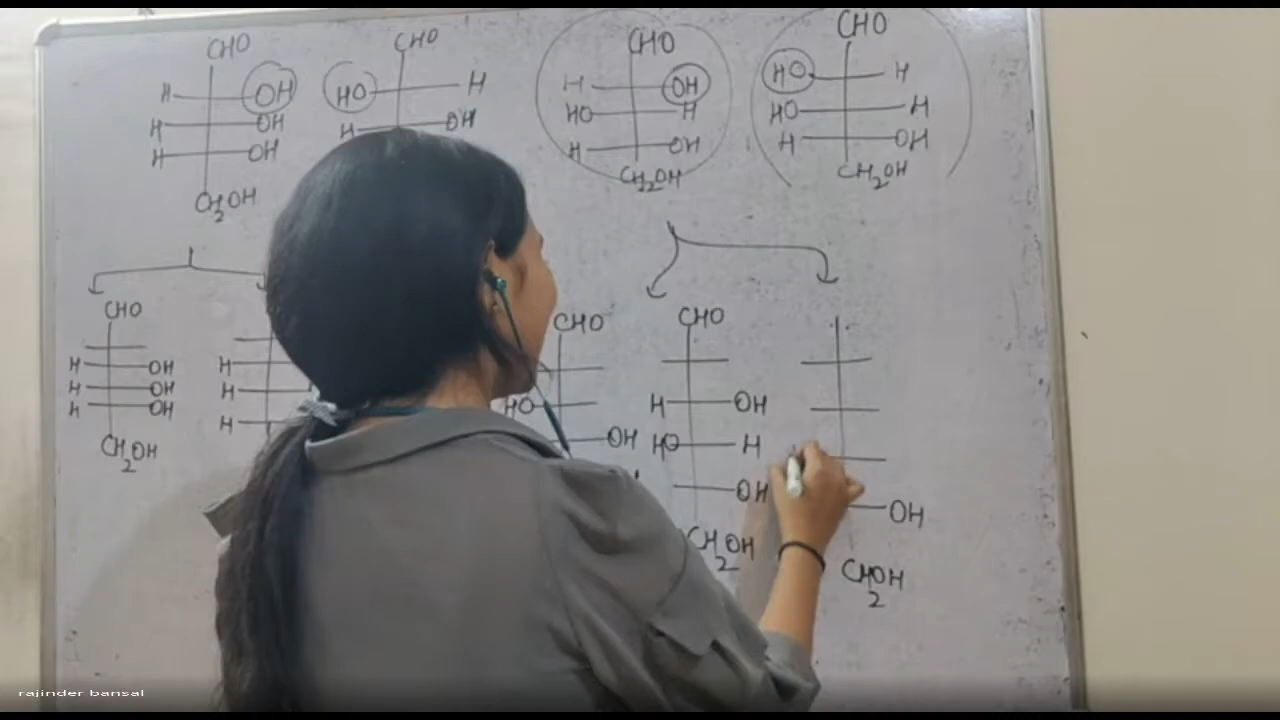 CHO CHO CHO CHO
H OH HO H H OH HO H
H OH H OH HO H HO H
H OH H OH H OH
CH2OH CH2OH CH2OH
CHO CHO CHO
H OH H
H OH H HO H OH
H OH H OH HO H
OH OH
CH2OH CH2OH CH2OH
rajinder bansal